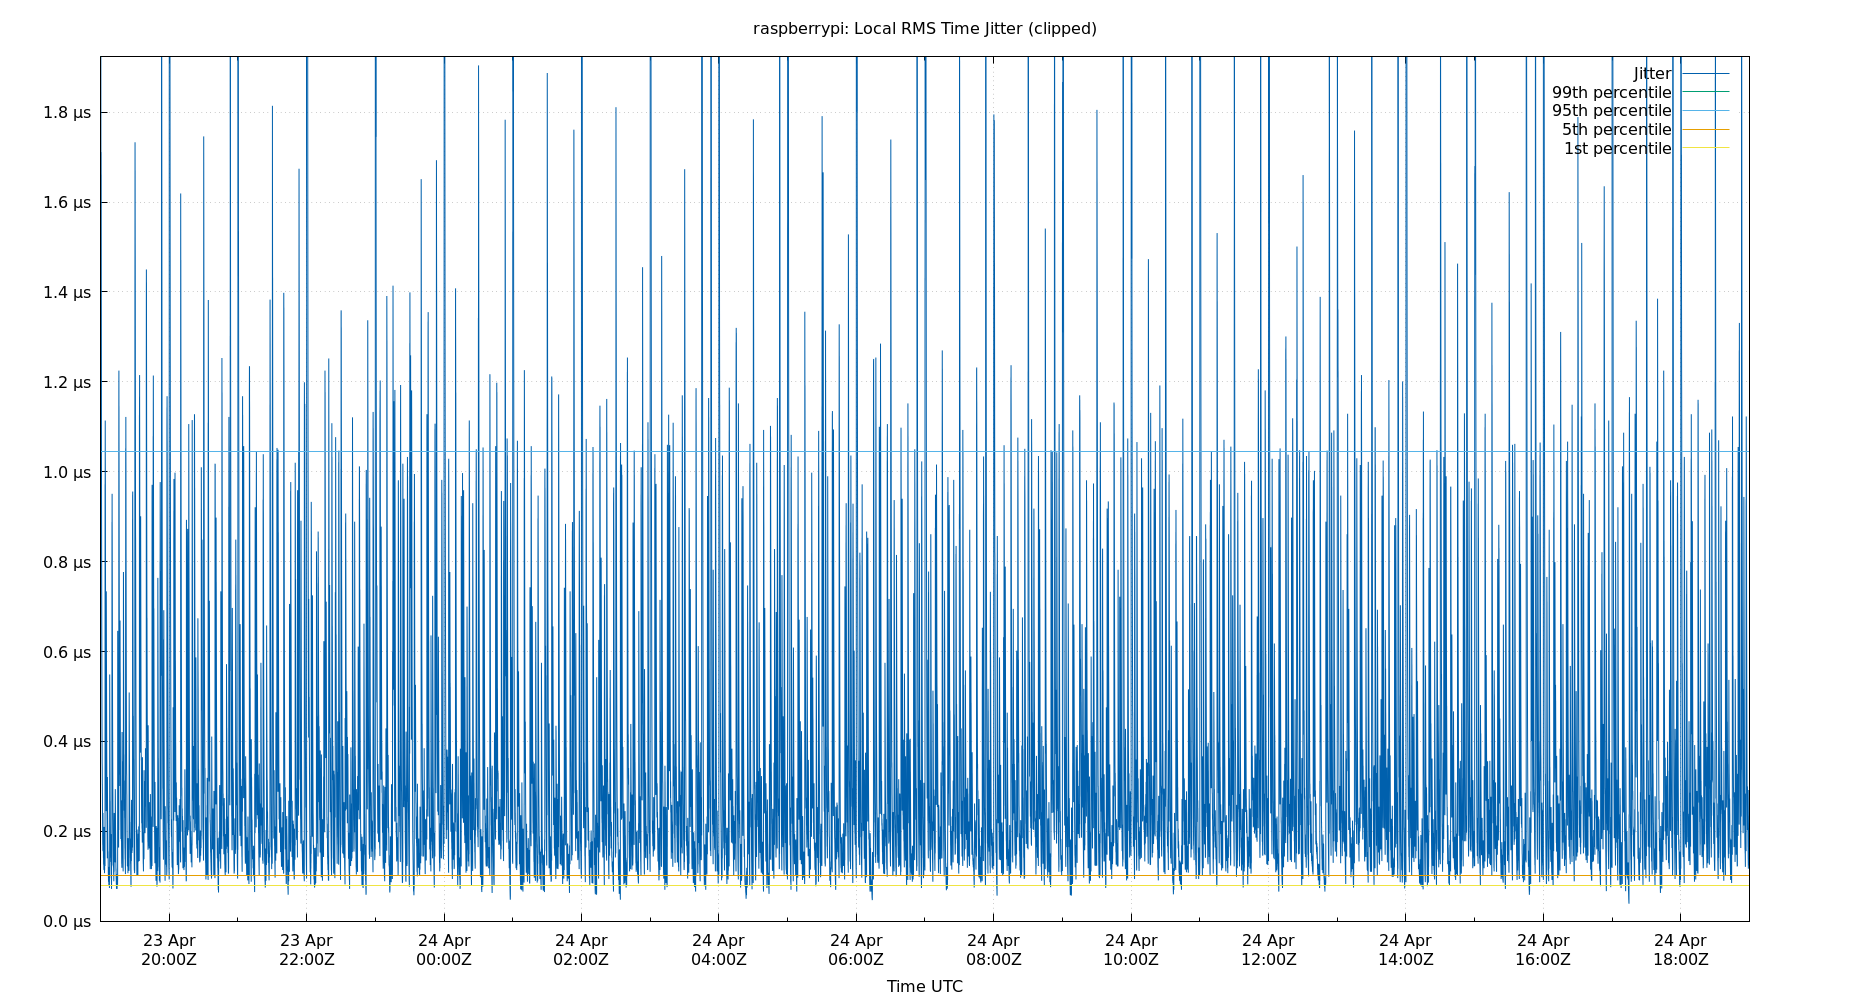 raspberrypi: Local RMS Time Jitter (clipped)
Jitter
99th percentile
95th percentile
5th percentile
1st percentile
1.8 µs
1.6 µs
1.4 µs
1.2 µs
1.0 µs
0.8 µs
0.6 µs
0.4 µs
0.2 µs
0.0 µs
23 Apr 23 Apr 24 Apr 24 Apr 24 Apr 24 Apr 24 Apr 24 Apr 24 Apr 24 Apr 24 Apr 24 Apr
20:00Z 22:00Z 00:00Z 02:00Z 04:00Z 06:00Z 08:00Z 10:00Z 12:00Z 14:00Z 16:00Z 18:00Z
Time UTC